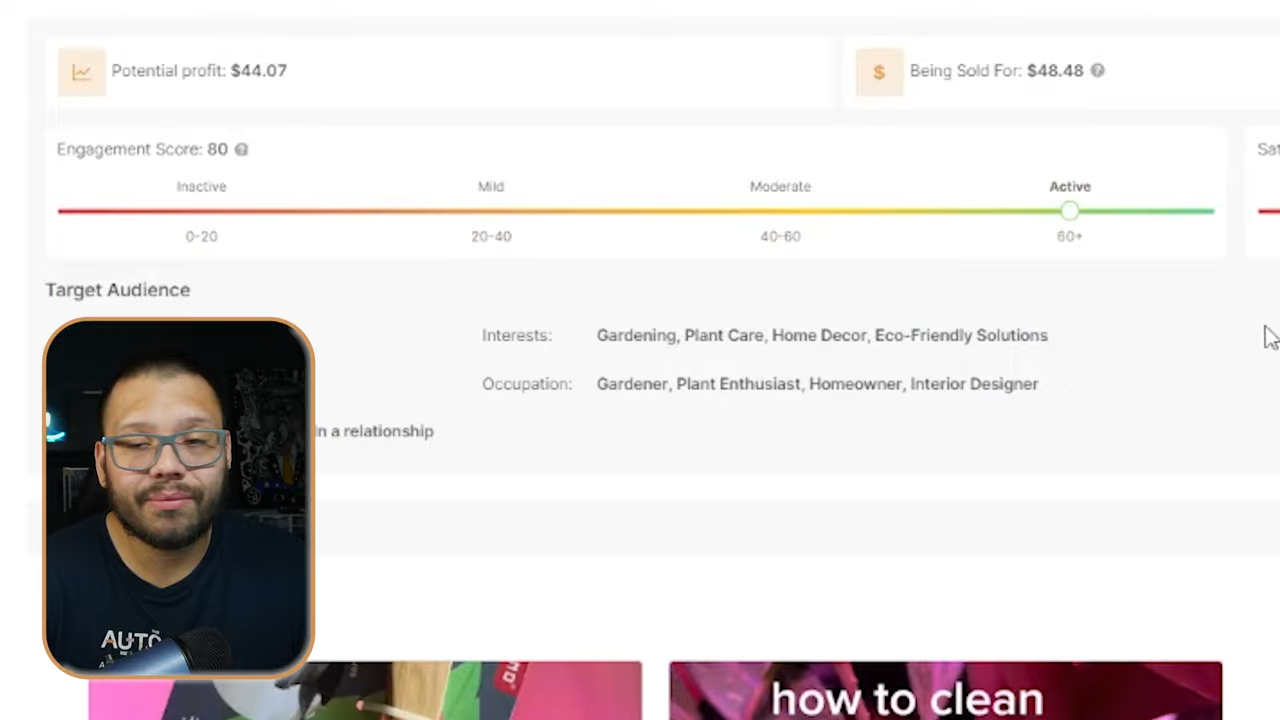 Potential profit: $44.07
Being Sold For: $48.48
Engagement Score: 80
Sat
Inactive
Mild
Moderate
Active
0-20
20-40
40-60
60+
Target Audience
Interests: Gardening, Plant Care, Home Decor, Eco-Friendly Solutions
Occupation: Gardener, Plant Enthusiast, Homeowner, Interior Designer
In a relationship
AUTO
how to clean